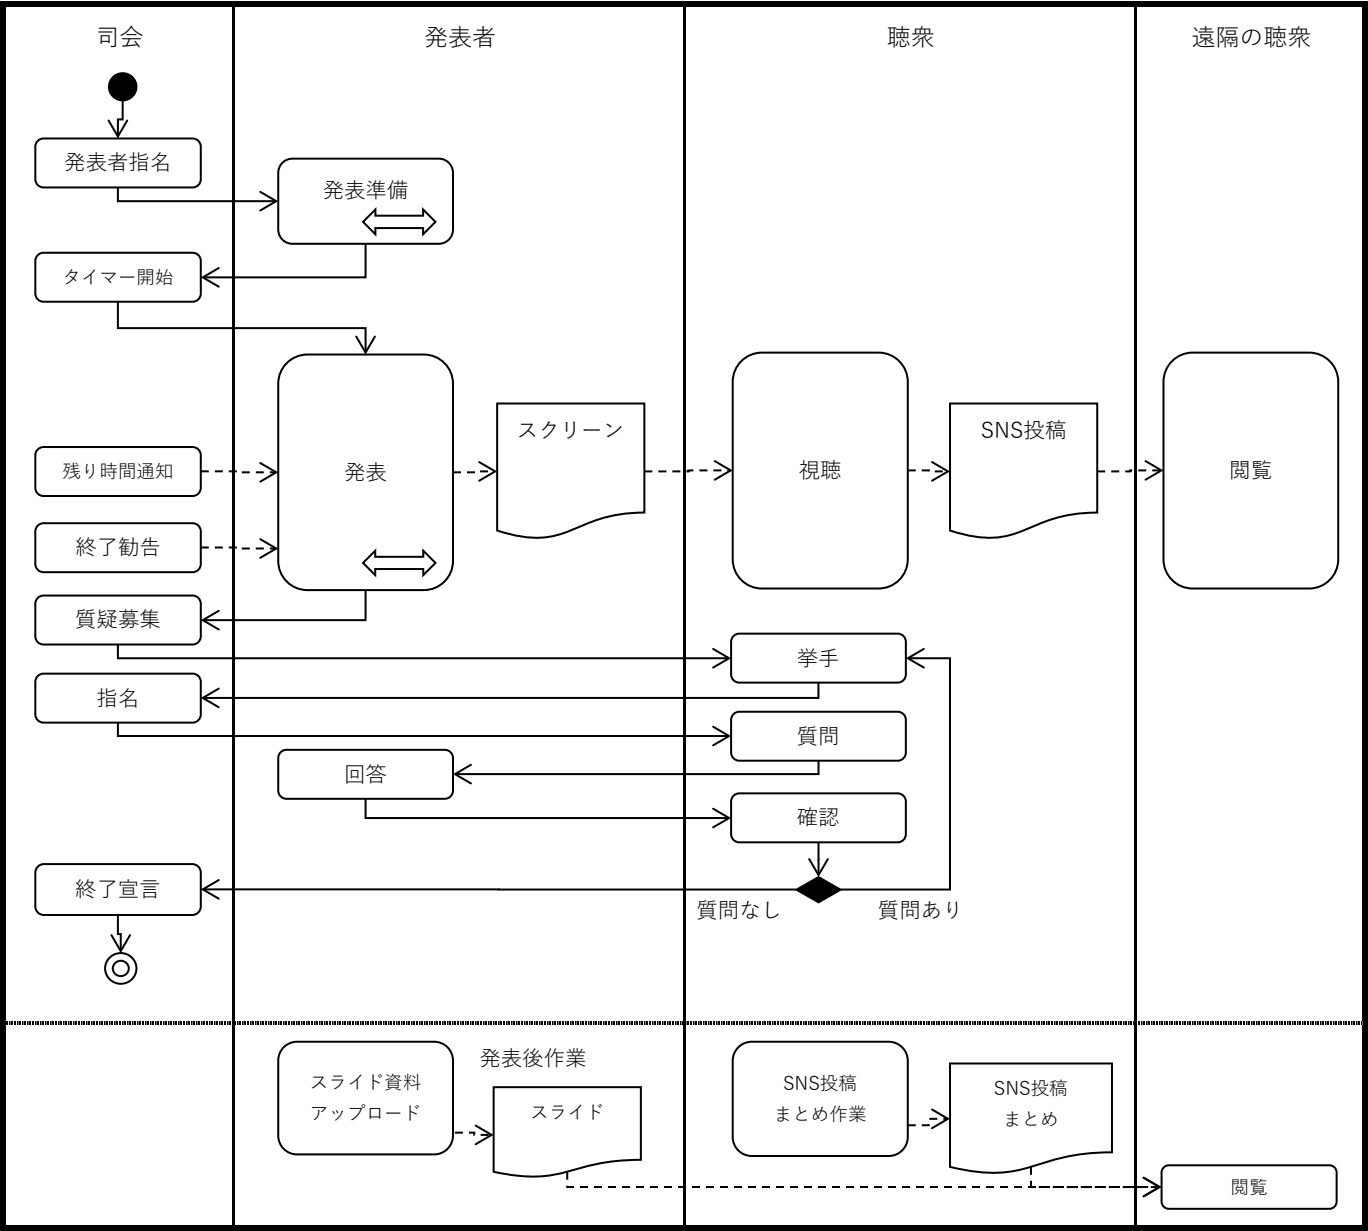 司会
発表者
聴衆
遠隔の聴衆
発表者指名
発表準備
タイマー開始
スクリーン
SNS投稿
残り時間通知
発表
視聴
閲覧
終了勧告
質疑募集
挙手
指名
質問
回答
確認
終了宣言
質問なし
質問あり
発表後作業
スライド資料
アップロード
スライド
SNS投稿
まとめ作業
SNS投稿
まとめ
閲覧